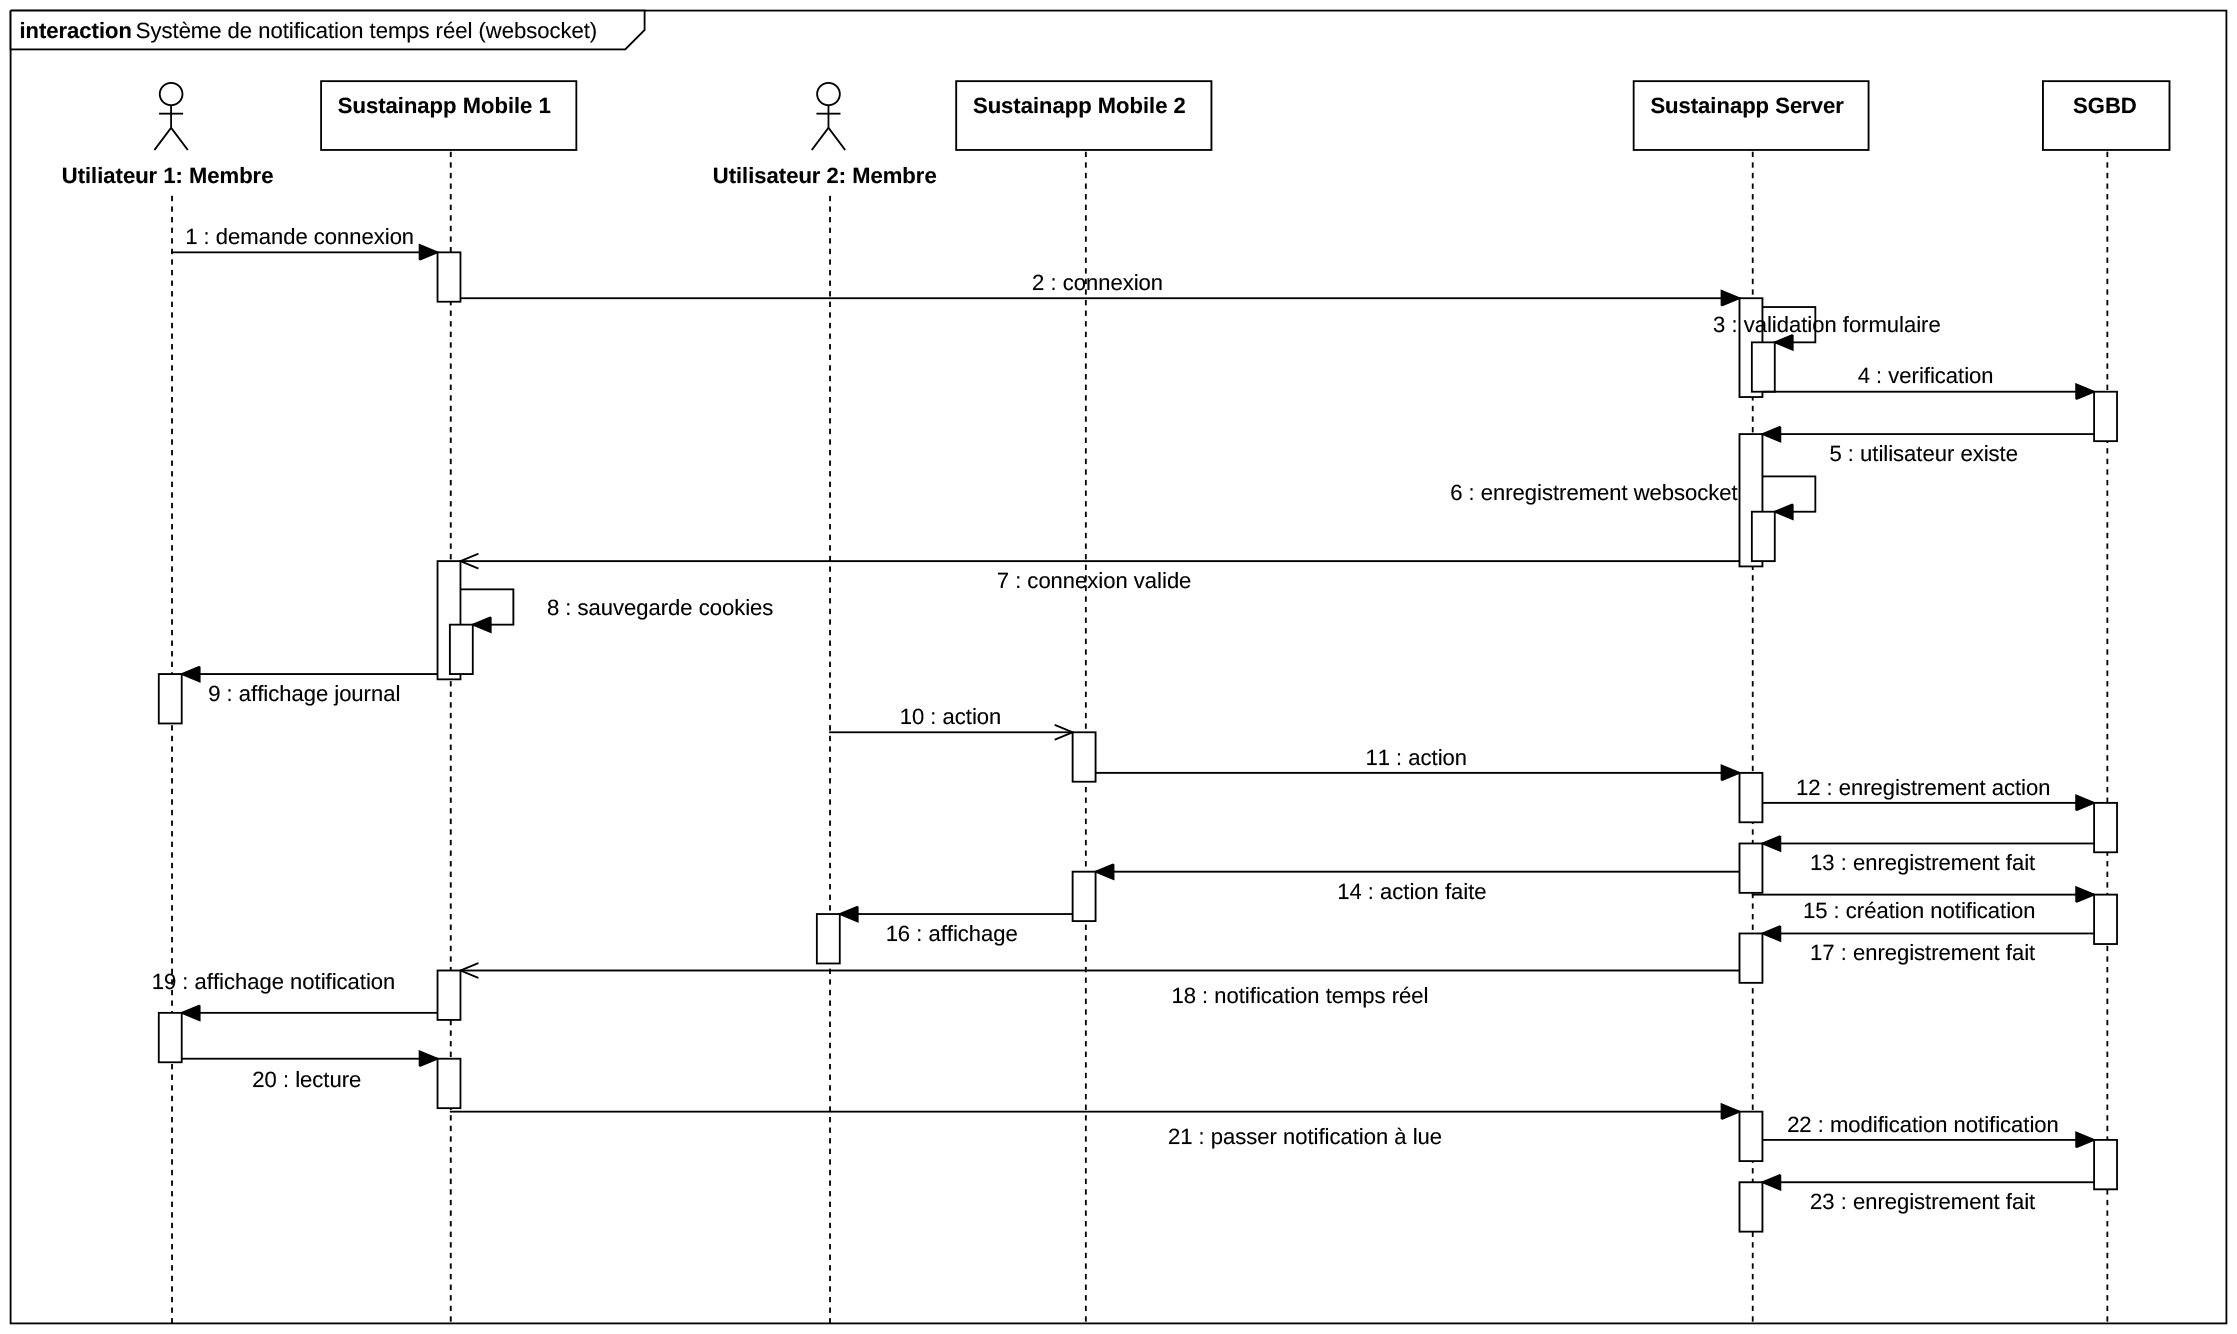 interaction Système de notification temps réel (websocket)
Sustainapp Mobile 1
Sustainapp Mobile 2
Sustainapp Server
SGBD
Utiliateur 1: Membre
Utilisateur 2: Membre
1 : demande connexion
2 : connexion
3 : validation formulaire
4 : verification
5 : utilisateur existe
6 : enregistrement websocket
7 : connexion valide
8 : sauvegarde cookies
9 : affichage journal
10 : action
11 : action
12 : enregistrement action
13 : enregistrement fait
14 : action faite
15 : création notification
16 : affichage
17 : enregistrement fait
18 : notification temps réel
19 : affichage notification
20 : lecture
21 : passer notification à lue
22 : modification notification
23 : enregistrement fait